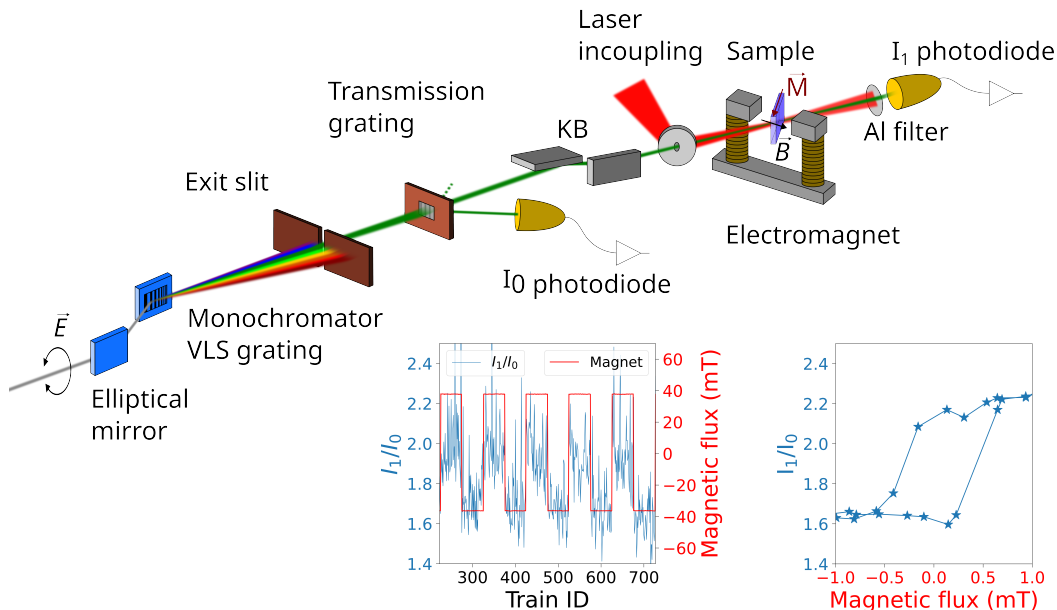 Laser
incoupling
Sample
I₁ photodiode
M
Transmission
grating
KB
B
Al filter
Exit slit
Electromagnet
I0 photodiode
E
Monochromator
VLS grating
Elliptical
mirror
I₁/I₀
Magnet
2.4
2.2
2.0
1.8
1.6
1.4
I₁/I₀
60
40
20
0
−20
−40
−60
Magnetic flux (mT)
300 400 500 600 700
Train ID
2.4
2.2
2.0
1.8
1.6
1.4
I₁/I₀
−1.0 −0.5 0.0 0.5 1.0
Magnetic flux (mT)